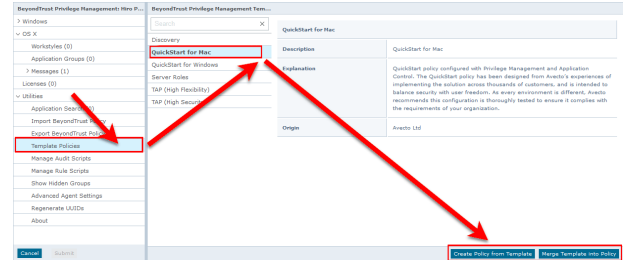 BeyondTrust Privilege Management: Hiro P...
> Windows
OS X
Workstyles (0)
Application Groups (0)
> Messages (1)
Licenses (0)
Utilities
Application Search (0)
Import BeyondTrust Policy
Export BeyondTrust Polic
Template Policies
Manage Audit Scripts
Manage Rule Scripts
Show Hidden Groups
Advanced Agent Settings
Regenerate UUIDs
About
Cancel
Submit
BeyondTrust Privilege Management Tem...
Search
×
Discovery
QuickStart for Mac
QuickStart for Windows
Server Roles
TAP (High Flexibility)
TAP (High Security)
QuickStart for Mac
Description
QuickStart for Mac
Explanation
QuickStart policy configured with Privilege Management and Application
Control. The QuickStart policy has been designed from Avecto's experiences of
implementing the solution across thousands of customers, and is intended to
balance security with user freedom. As every environment is different, Avecto
recommends this configuration is thoroughly tested to ensure it complies with
the requirements of your organization.
Origin
Avecto Ltd
Create Policy from Template
Merge Template into Policy